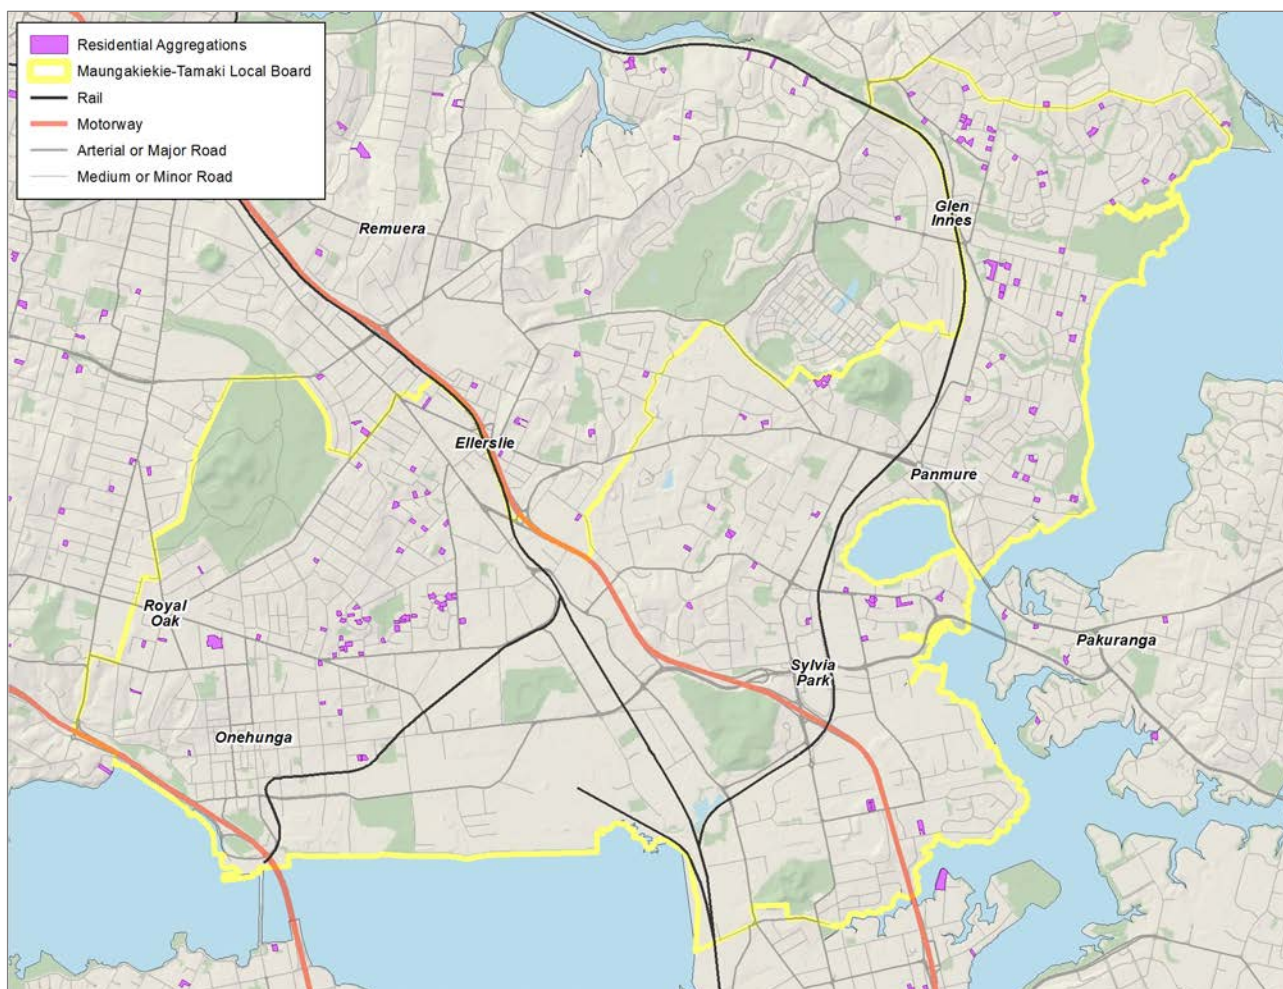 Residential Aggregations
Maungakiekie-Tamaki Local Board
Rail
Motorway
Arterial or Major Road
Medium or Minor Road
Remuera
Glen
Innes
Ellerslie
Panmure
Royal
Oak
Pakuranga
Sylvia
Park
Onehunga